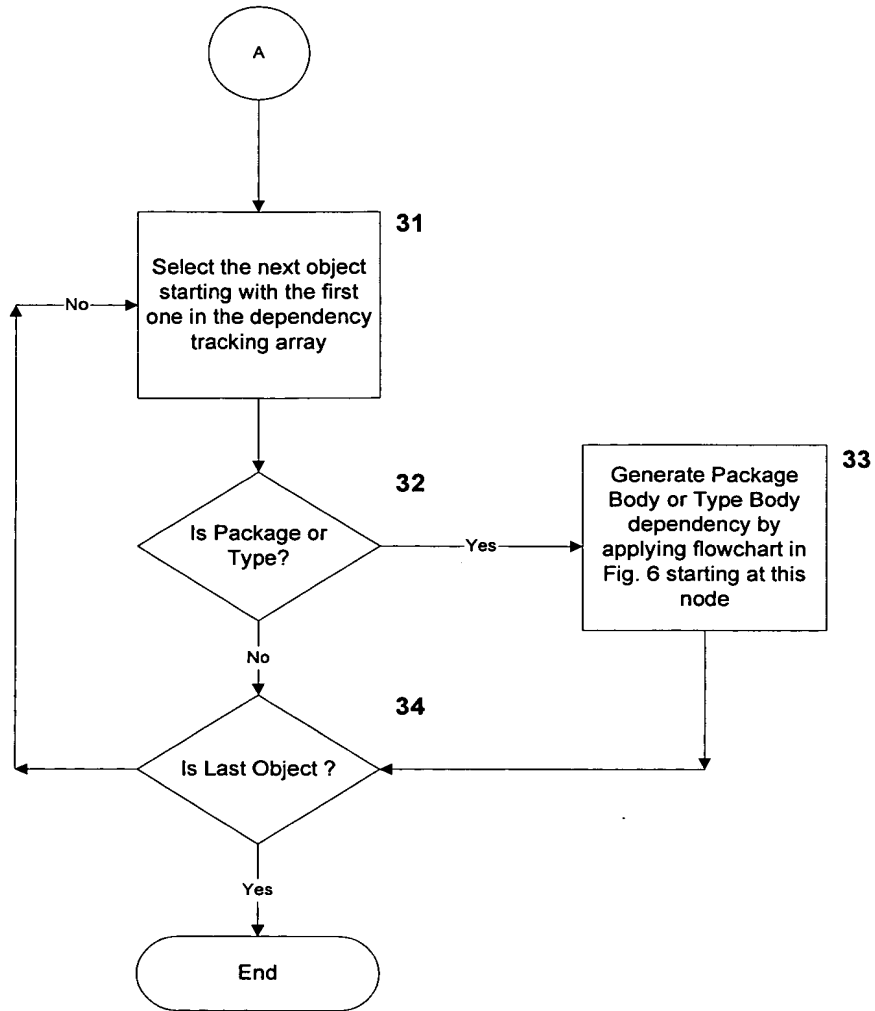 A
31
Select the next object
starting with the first
one in the dependency
tracking array
No
32
Is Package or
Type?
Yes
33
Generate Package
Body or Type Body
dependency by
applying flowchart in
Fig. 6 starting at this
node
No
34
Is Last Object ?
Yes
End